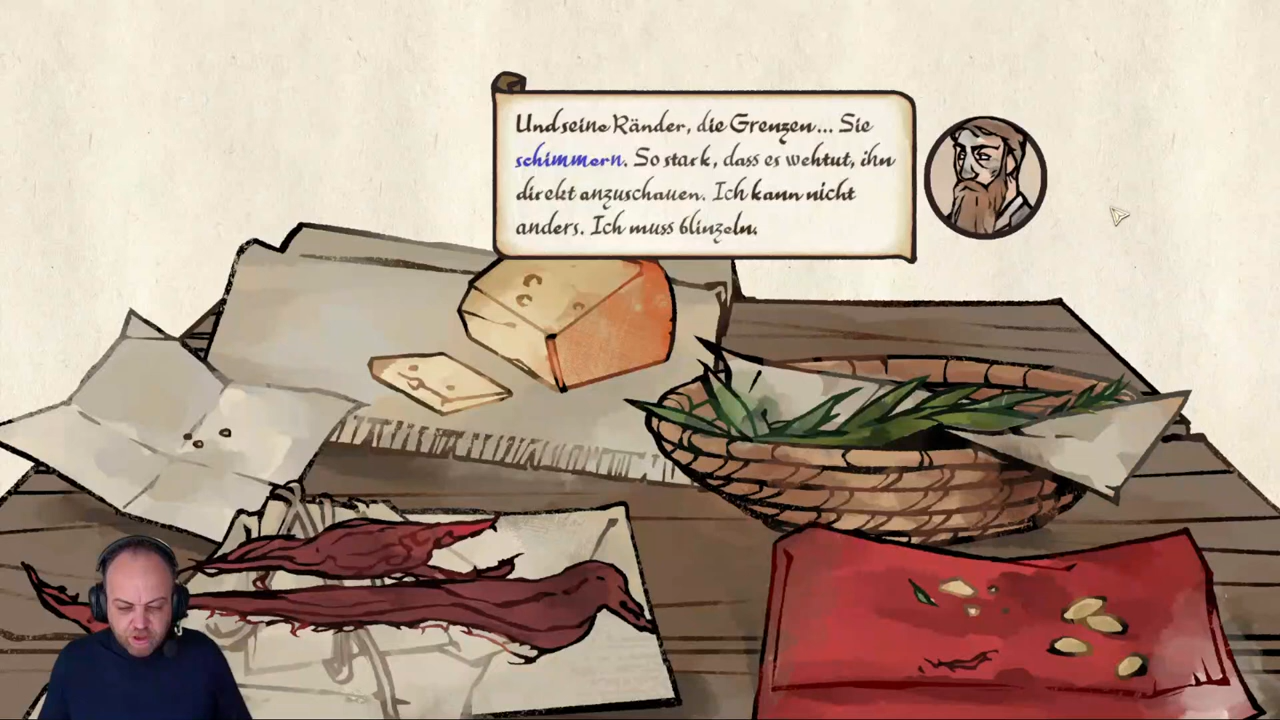 Und seine Ränder, die Grenzen... Sie
schimmern. So stark, dass es wehtut, ihn
direkt anzuschauen. Ich kann nicht
anders. Ich muss blinzeln.